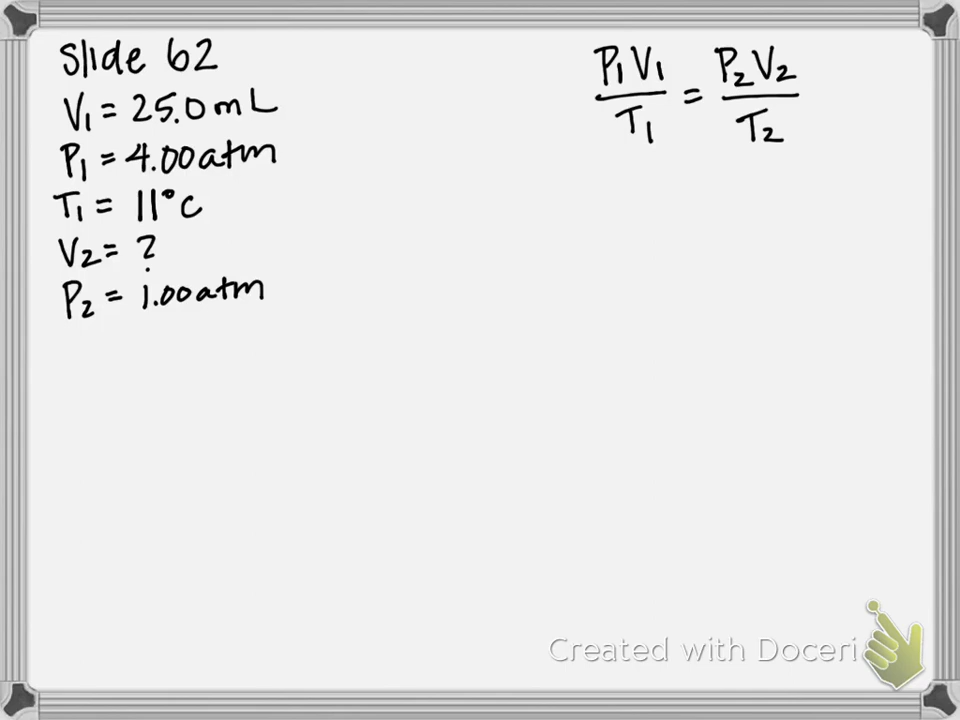 Slide 62
V₁ = 25.0 mL
P₁ = 4.00 atm
T₁ = 11°C
V₂ = ?
P₂ = 1.00 atm
P₁V₁/T₁ = P₂V₂/T₂
Created with Doceri